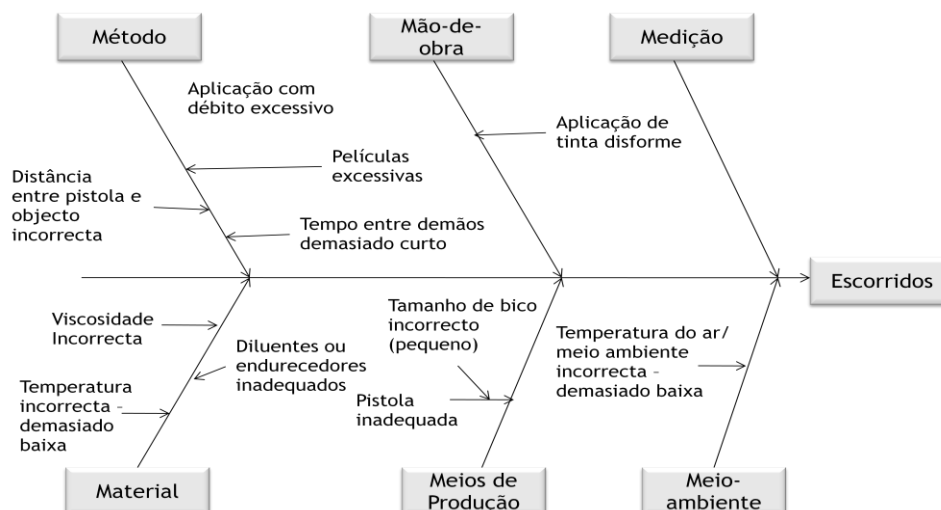 Método
Mão-de-
obra
Medição
Aplicação com
débito excessivo
Aplicação de
tinta disforme
Películas
excessivas
Distância
entre pistola e
objecto
incorrecta
Tempo entre demãos
demasiado curto
Escorridos
Viscosidade
Incorrecta
Diluentes ou
endurecedores
inadequados
Temperatura
incorrecta –
demasiado
baixa
Tamanho de bico
incorrecto
(pequeno)
Pistola
inadequada
Temperatura do ar/
meio ambiente
incorrecta –
demasiado baixa
Material
Meios de
Produção
Meio-
ambiente